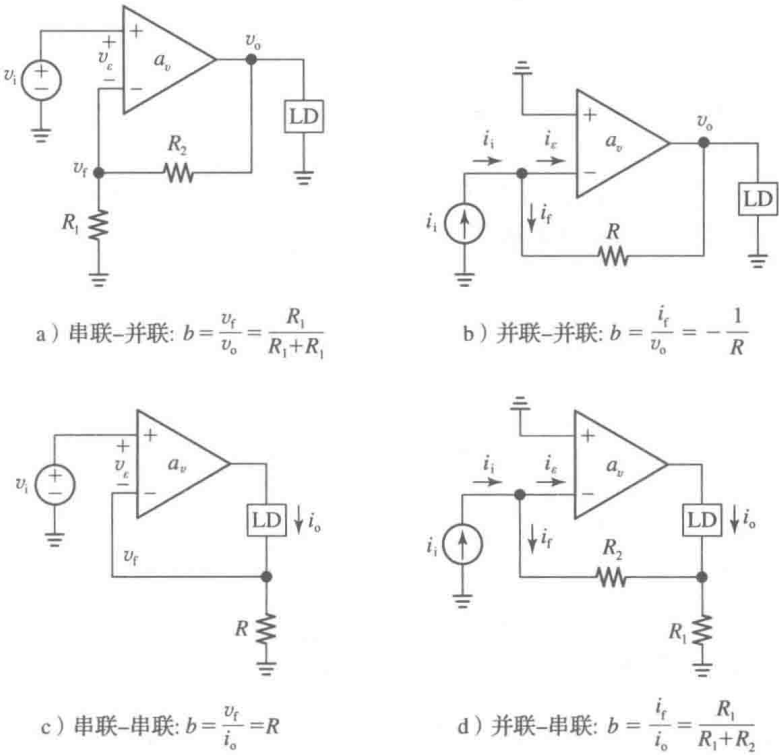 +
v_ε
−
+
−
a_v
v_o
v_i
+
−
LD
R_2
v_f
R_1
a) 串联–并联: b = v_f/v_o = R_1/(R_1+R_1)
+
−
a_v
v_o
i_i
i_ε
i_i
i_f
R
LD
b) 并联–并联: b = i_f/v_o = −1/R
+
v_ε
−
+
−
a_v
v_i
+
−
LD
i_o
v_f
R
c) 串联–串联: b = v_f/i_o = R
+
−
a_v
i_i
i_ε
LD
i_o
i_i
i_f
R_2
R_1
d) 并联–串联: b = i_f/i_o = R_1/(R_1+R_2)